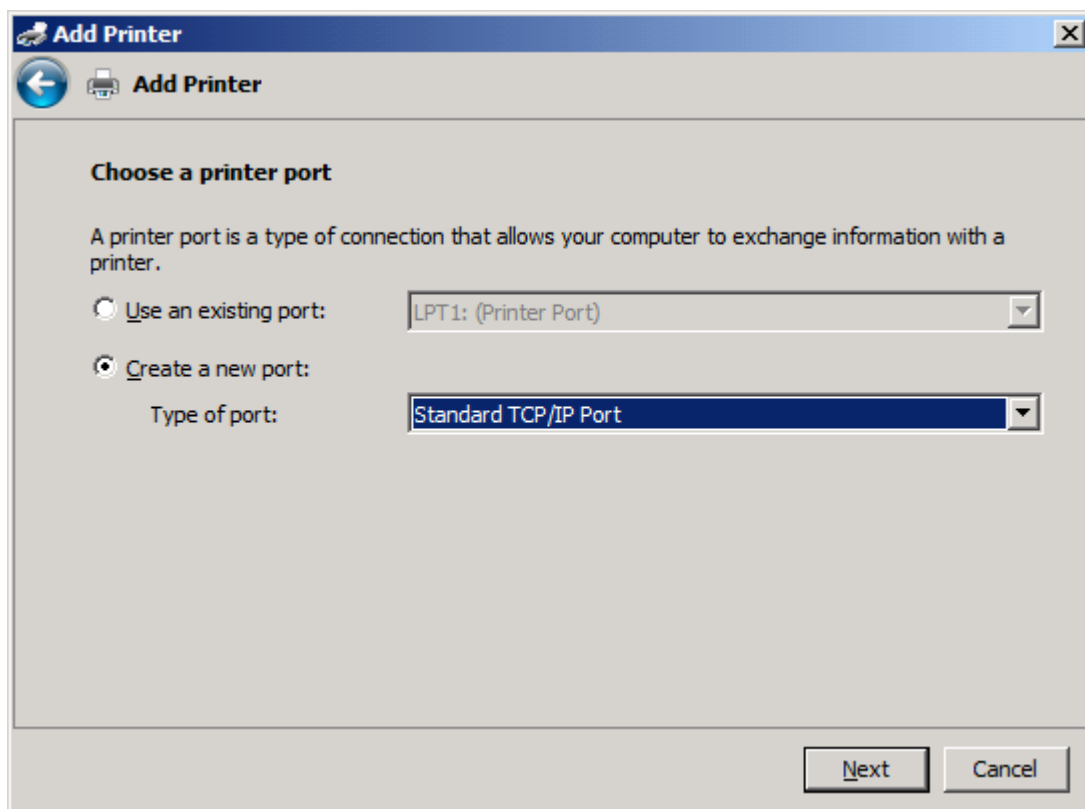 Add Printer
Add Printer
Choose a printer port
A printer port is a type of connection that allows your computer to exchange information with a
printer.
Use an existing port: LPT1: (Printer Port)
Create a new port:
Type of port: Standard TCP/IP Port
Next Cancel